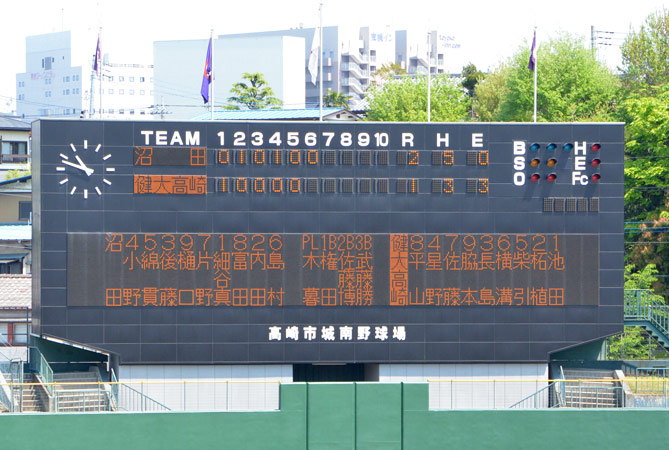 TEAM 1 2 3 4 5 6 7 8 9 10 R H E
沼田 0 1 0 1 0 0 2 5 0
健大高崎 1 0 0 0 0 1 3 3
B H
S E
O Fc
沼 4 5 3 9 7 1 8 2 6 PL 1B 2B 3B 健 8 4 7 9 3 6 5 2 1
小綿後樋片細富内島 木権佐武 大 平星佐脇長横柴柘池
谷 藤藤 高
田野貫藤口野真田田村 暮田博勝 崎 山野藤本島溝引植田
高崎市城南野球場